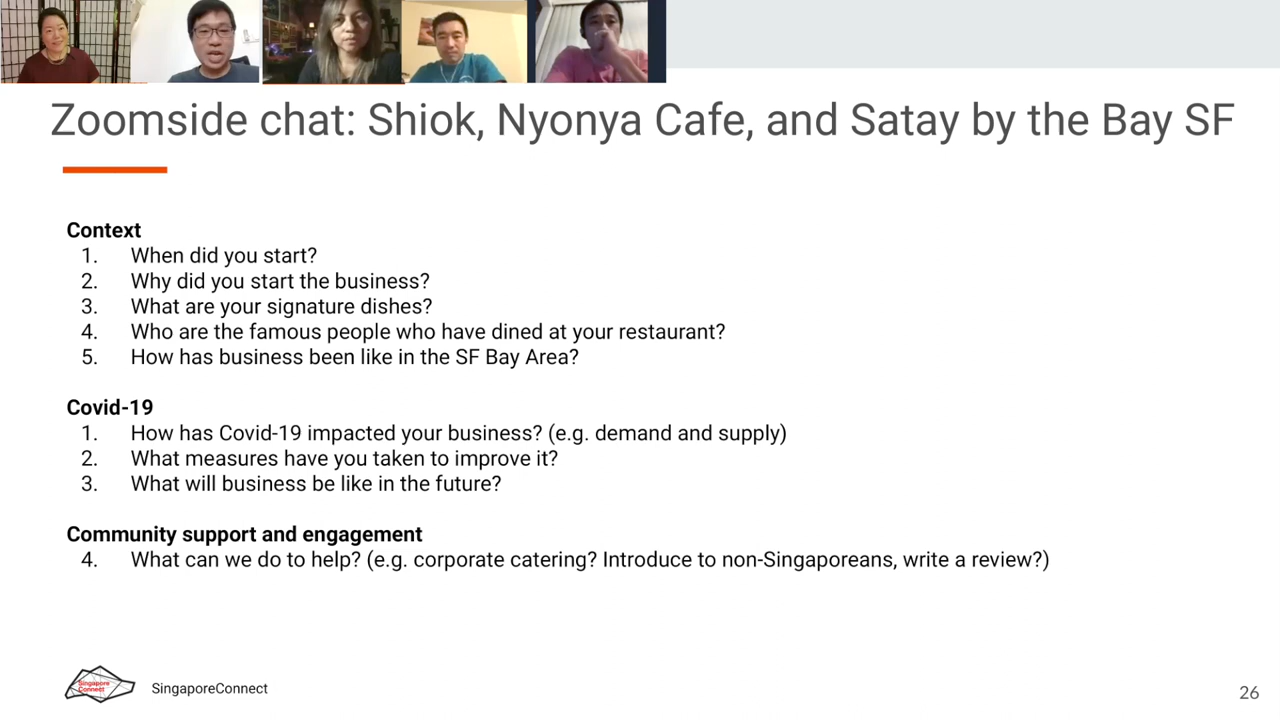 Zoomside chat: Shiok, Nyonya Cafe, and Satay by the Bay SF
Context
1. When did you start?
2. Why did you start the business?
3. What are your signature dishes?
4. Who are the famous people who have dined at your restaurant?
5. How has business been like in the SF Bay Area?
Covid-19
1. How has Covid-19 impacted your business? (e.g. demand and supply)
2. What measures have you taken to improve it?
3. What will business be like in the future?
Community support and engagement
4. What can we do to help? (e.g. corporate catering? Introduce to non-Singaporeans, write a review?)
Singapore
Connect
SingaporeConnect
26